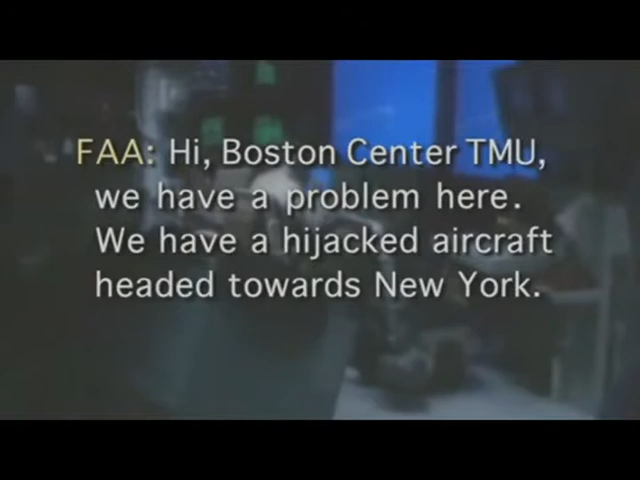 FAA: Hi, Boston Center TMU,
we have a problem here.
We have a hijacked aircraft
headed towards New York.